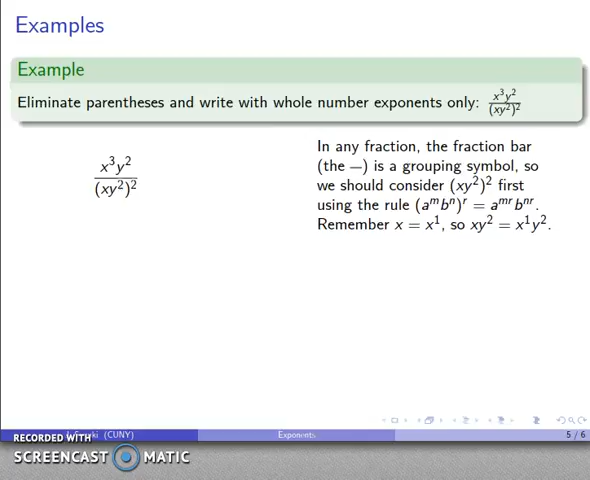 Examples
Example
Eliminate parentheses and write with whole number exponents only: x³y²/(xy²)²
x³y²/(xy²)²
In any fraction, the fraction bar
(the —) is a grouping symbol, so
we should consider (xy²)² first
using the rule (aᵐbⁿ)ʳ = aᵐʳbⁿʳ.
Remember x = x¹, so xy² = x¹y².
(CUNY) Exponents 5 / 6
RECORDED WITH
SCREENCAST MATIC